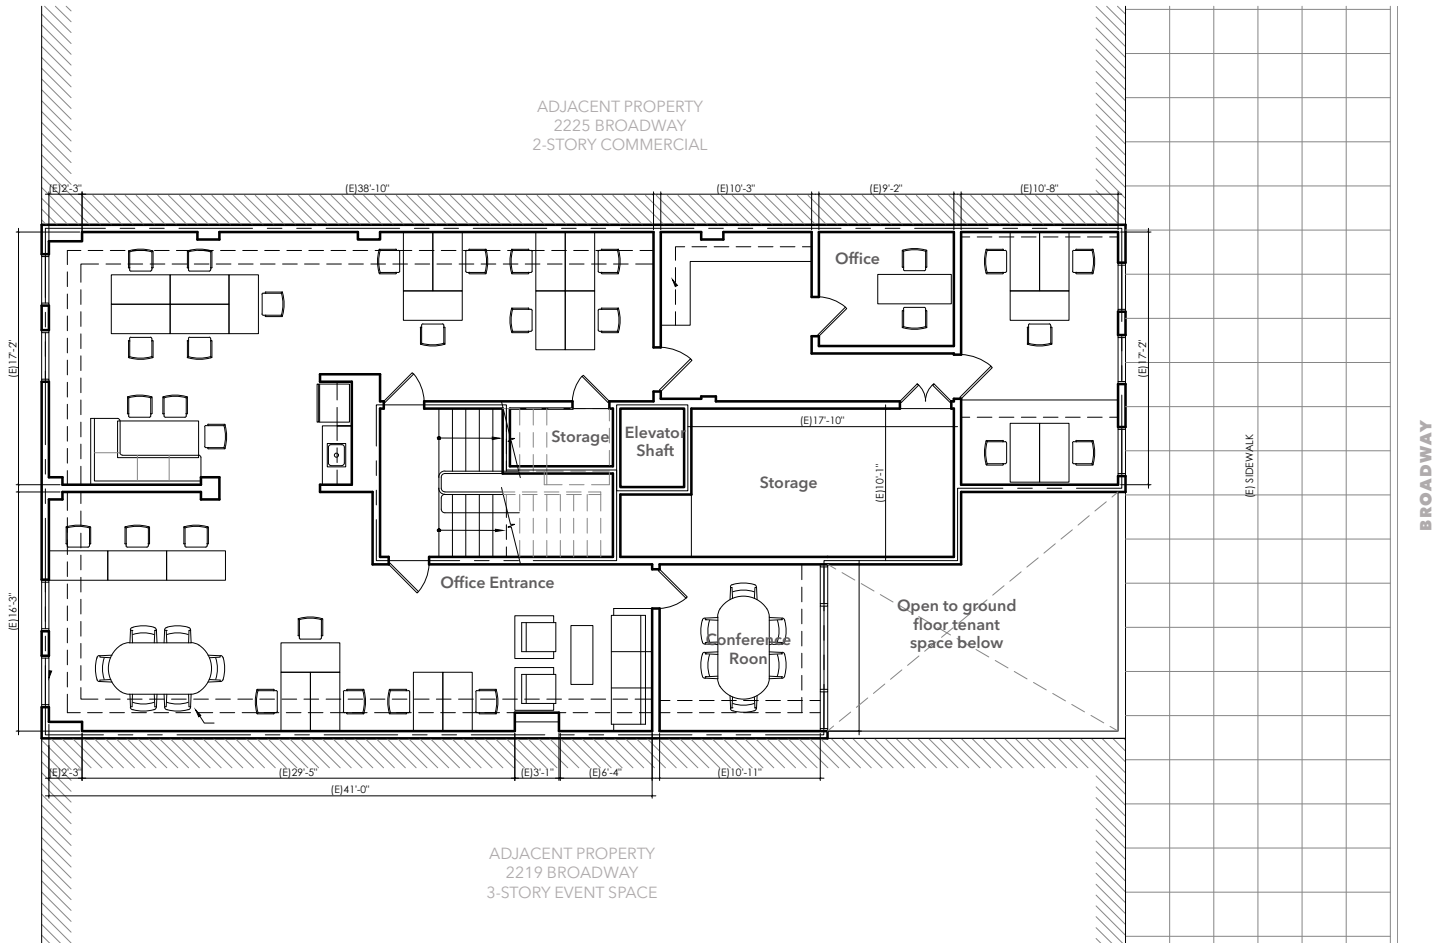 ADJACENT PROPERTY
2225 BROADWAY
2-STORY COMMERCIAL
(E)2'-3"
(E)38'-10"
(E)10'-3"
(E)9'-2"
(E)10'-8"
Office
(E)17'-2"
(E)17'-2"
Storage
Elevator
Shaft
(E)17'-10"
Storage
(E)10'-1"
(E) SIDEWALK
BROADWAY
Office Entrance
(E)16'-3"
Conference
Room
Open to ground
floor tenant
space below
(E)2'-3"
(E)29'-5"
(E)3'-1"
(E)6'-4"
(E)10'-11"
(E)41'-0"
ADJACENT PROPERTY
2219 BROADWAY
3-STORY EVENT SPACE